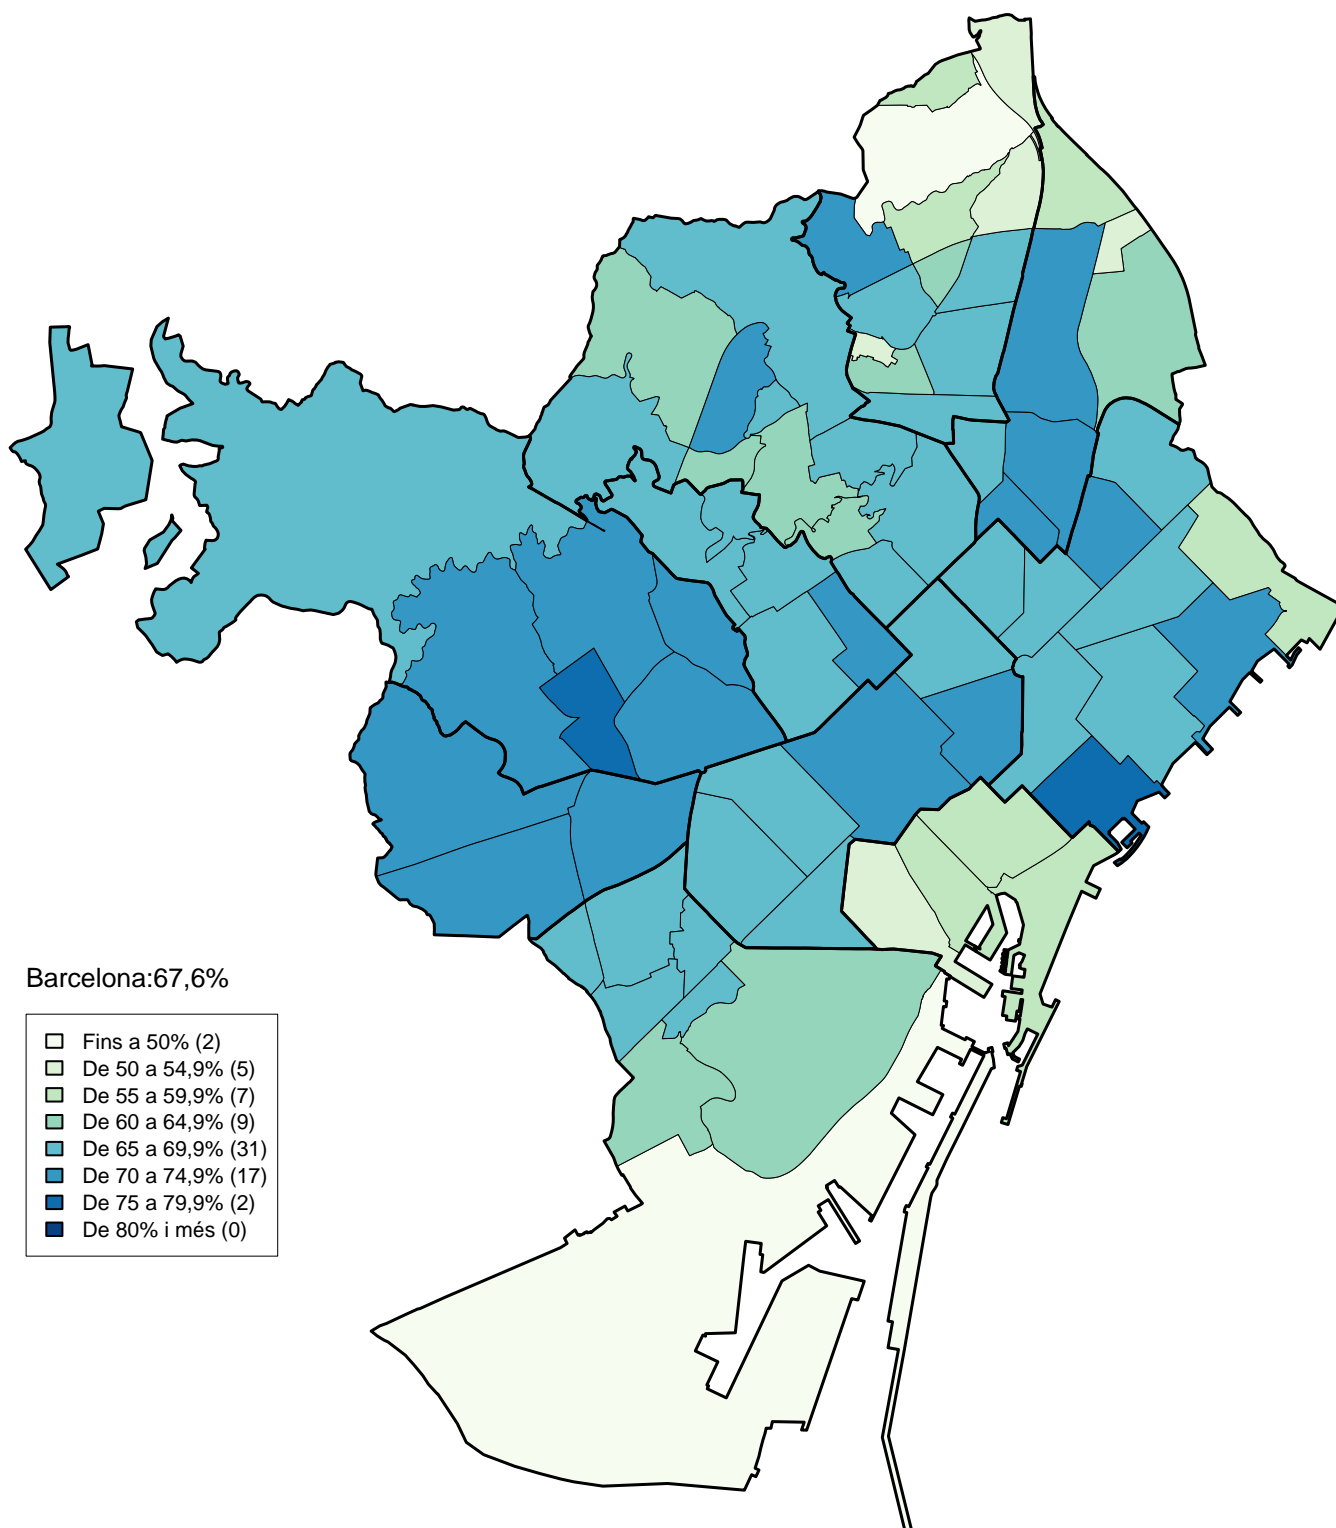 Barcelona:67,6%
Fins a 50% (2)
De 50 a 54,9% (5)
De 55 a 59,9% (7)
De 60 a 64,9% (9)
De 65 a 69,9% (31)
De 70 a 74,9% (17)
De 75 a 79,9% (2)
De 80% i més (0)